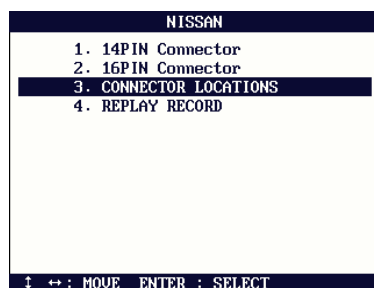 NISSAN
1. 14PIN Connector
2. 16PIN Connector
3. CONNECTOR LOCATIONS
4. REPLAY RECORD
↕ ↔: MOVE ENTER : SELECT